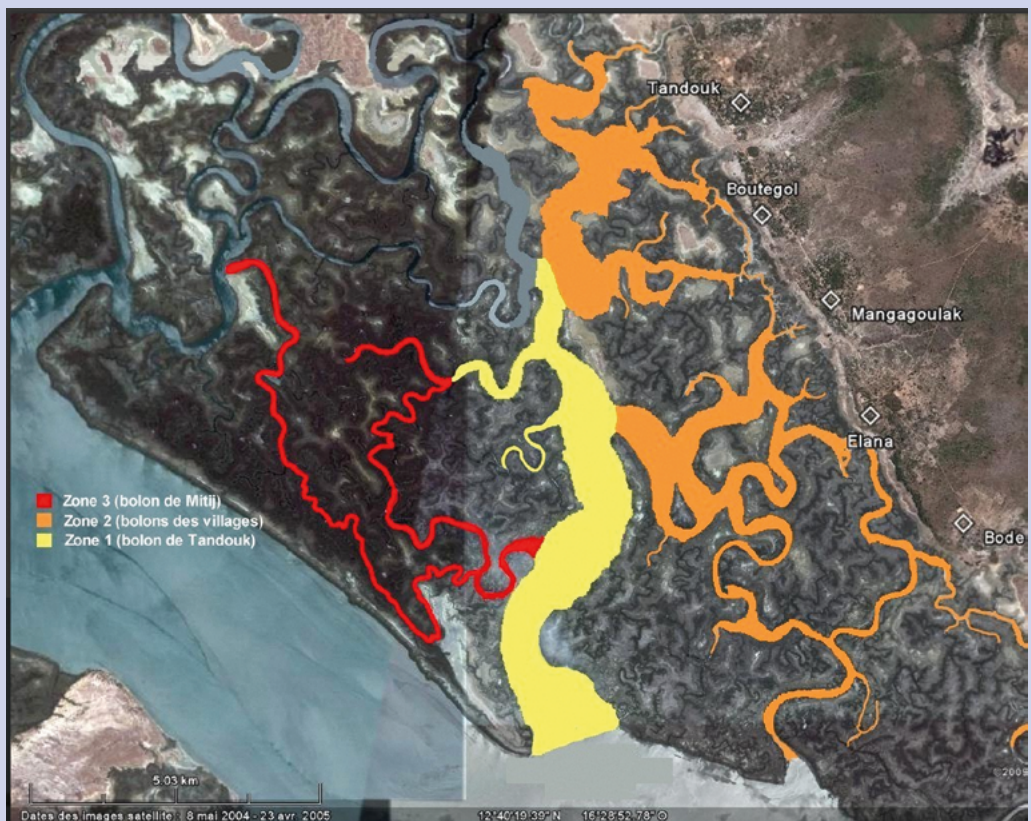 Tandouk
Boutegol
Mangagoulak
Elana
Bode
Zone 3 (bolon de Mitij)
Zone 2 (bolons des villages)
Zone 1 (bolon de Tandouk)
5.03 km
2009
Dates des images satellite : 8 mai 2004 - 23 avr. 2005
12°40'19.39" N 16°28'52.78" O